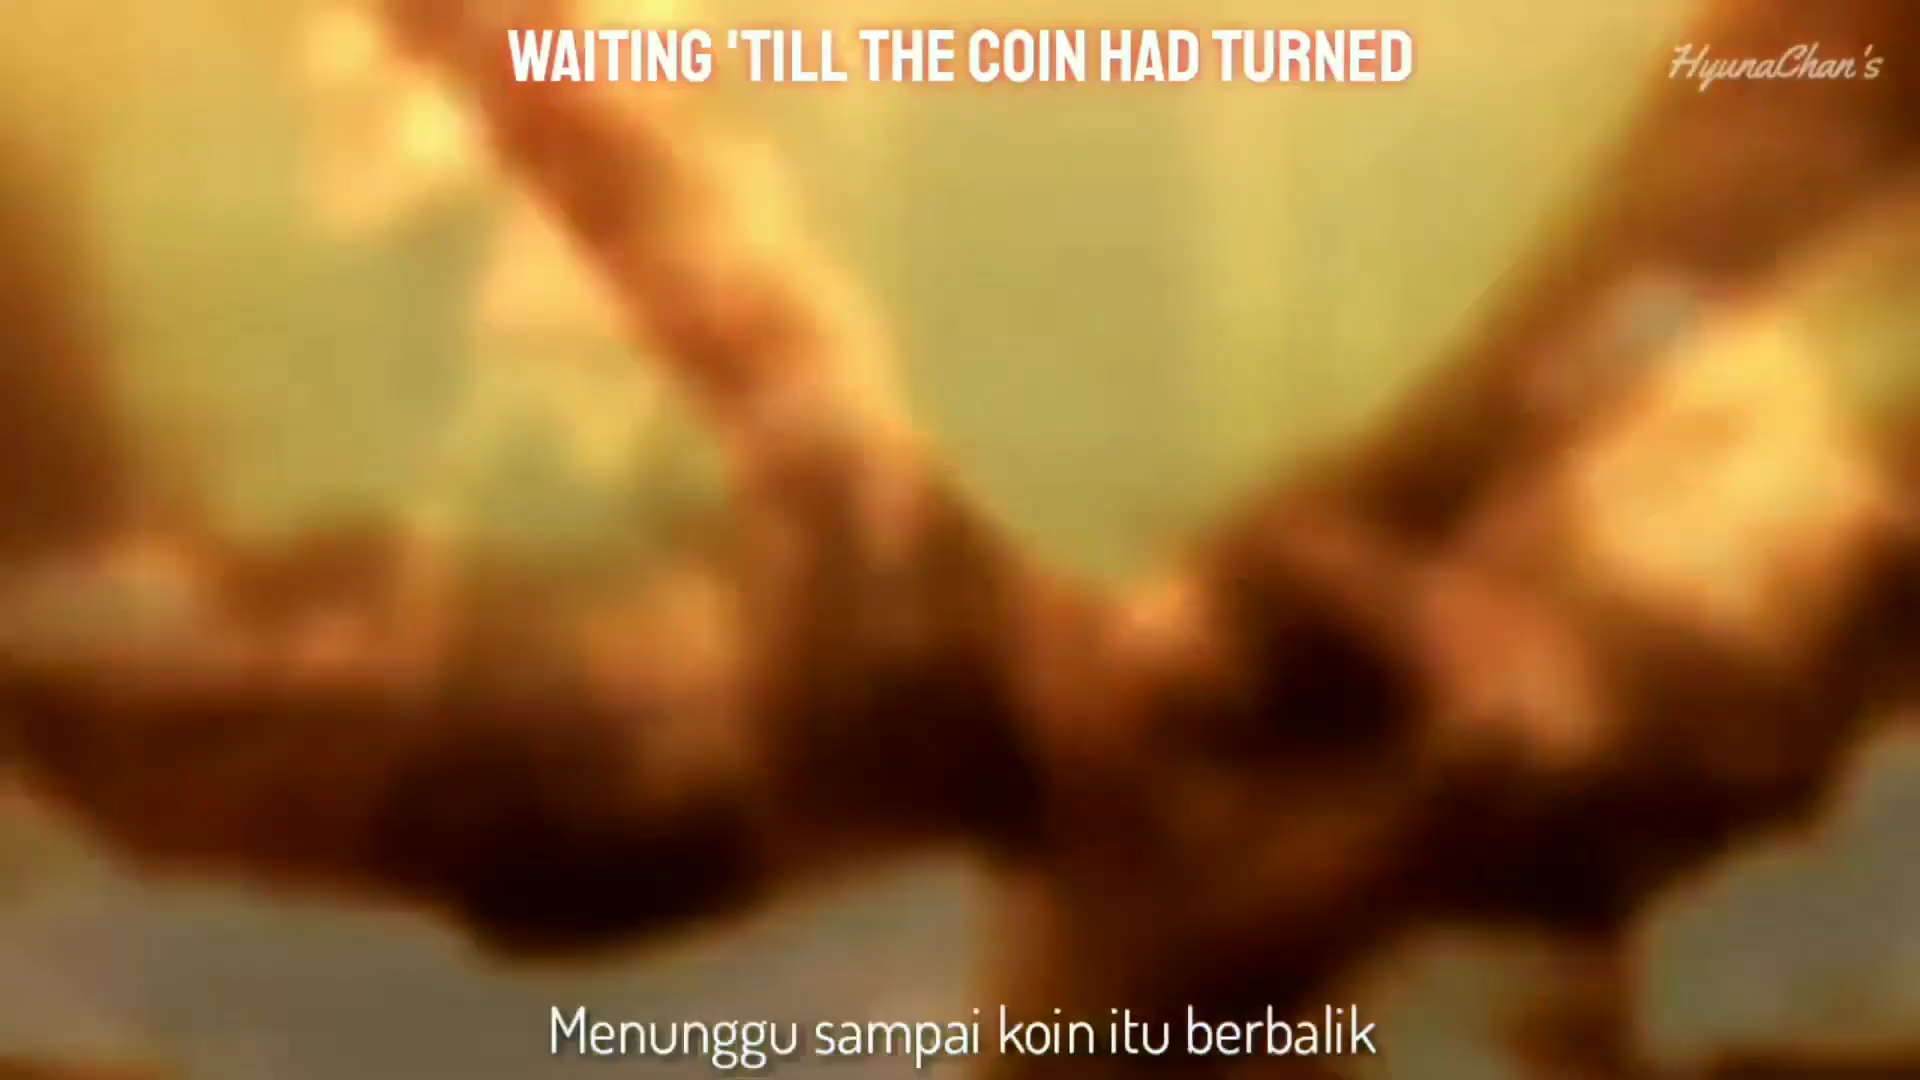 WAITING 'TILL THE COIN HAD TURNED
HyunaChan's
Menunggu sampai koin itu berbalik